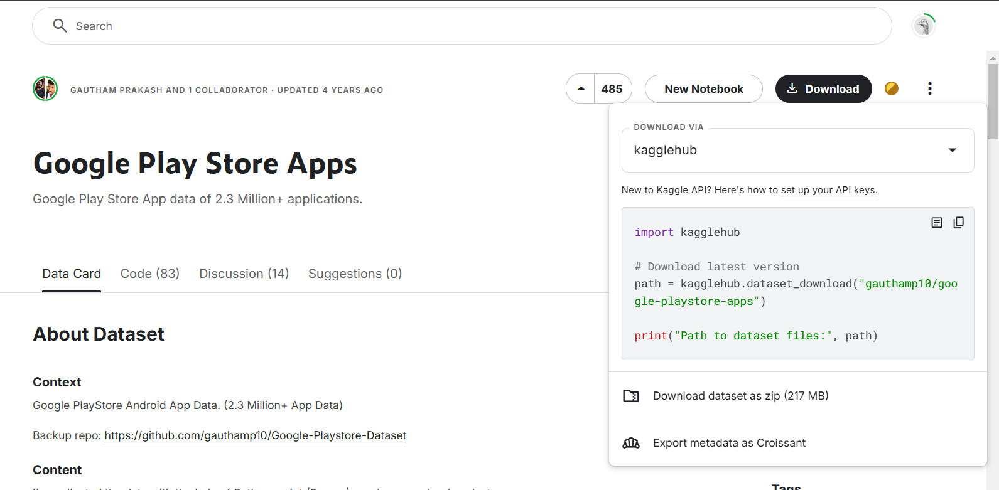 Search
GAUTHAM PRAKASH AND 1 COLLABORATOR · UPDATED 4 YEARS AGO
485
New Notebook
Download
Google Play Store Apps
Google Play Store App data of 2.3 Million+ applications.
Data Card
Code (83)
Discussion (14)
Suggestions (0)
About Dataset
Context
Google PlayStore Android App Data. (2.3 Million+ App Data)
Backup repo: https://github.com/gauthamp10/Google-Playstore-Dataset
Content
DOWNLOAD VIA
kagglehub
New to Kaggle API? Here's how to set up your API keys.
import kagglehub
# Download latest version
path = kagglehub.dataset_download("gauthamp10/goo
gle-playstore-apps")
print("Path to dataset files:", path)
Download dataset as zip (217 MB)
Export metadata as Croissant
Tags